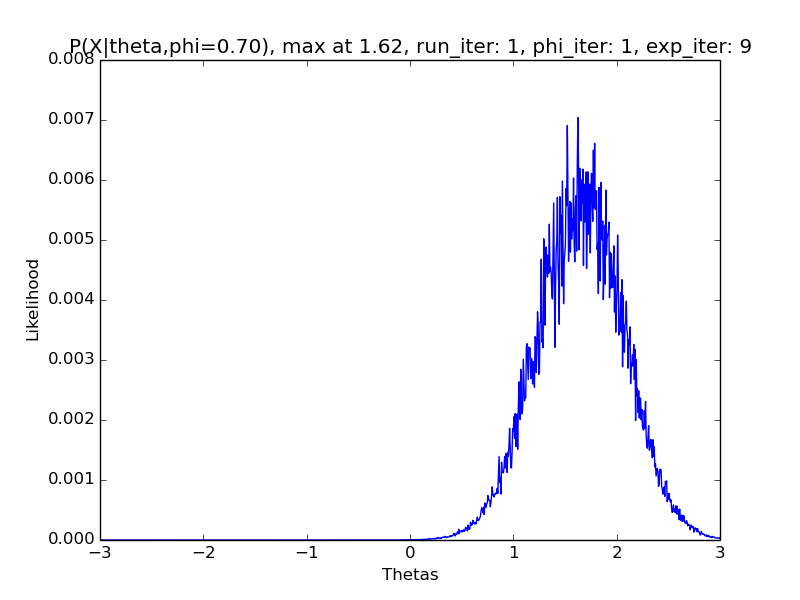 P(X|theta,phi=0.70), max at 1.62, run_iter: 1, phi_iter: 1, exp_iter: 9
0.008
0.007
0.006
0.005
0.004
0.003
0.002
0.001
0.000
Likelihood
−3 −2 −1 0 1 2 3
Thetas